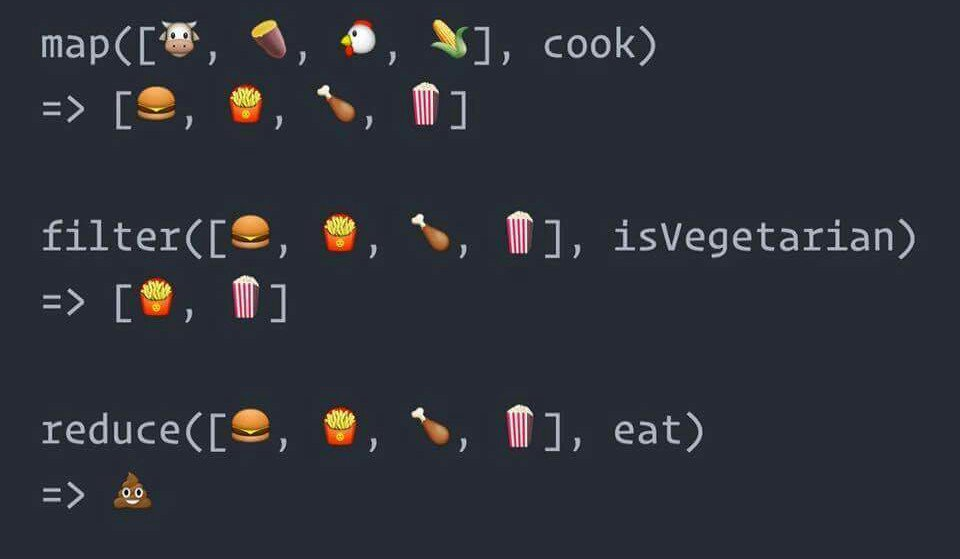 map([🐮, 🍠, 🐔, 🌽], cook)
=> [🍔, 🍟, 🍗, 🍿]
filter([🍔, 🍟, 🍗, 🍿], isVegetarian)
=> [🍟, 🍿]
reduce([🍔, 🍟, 🍗, 🍿], eat)
=> 💩